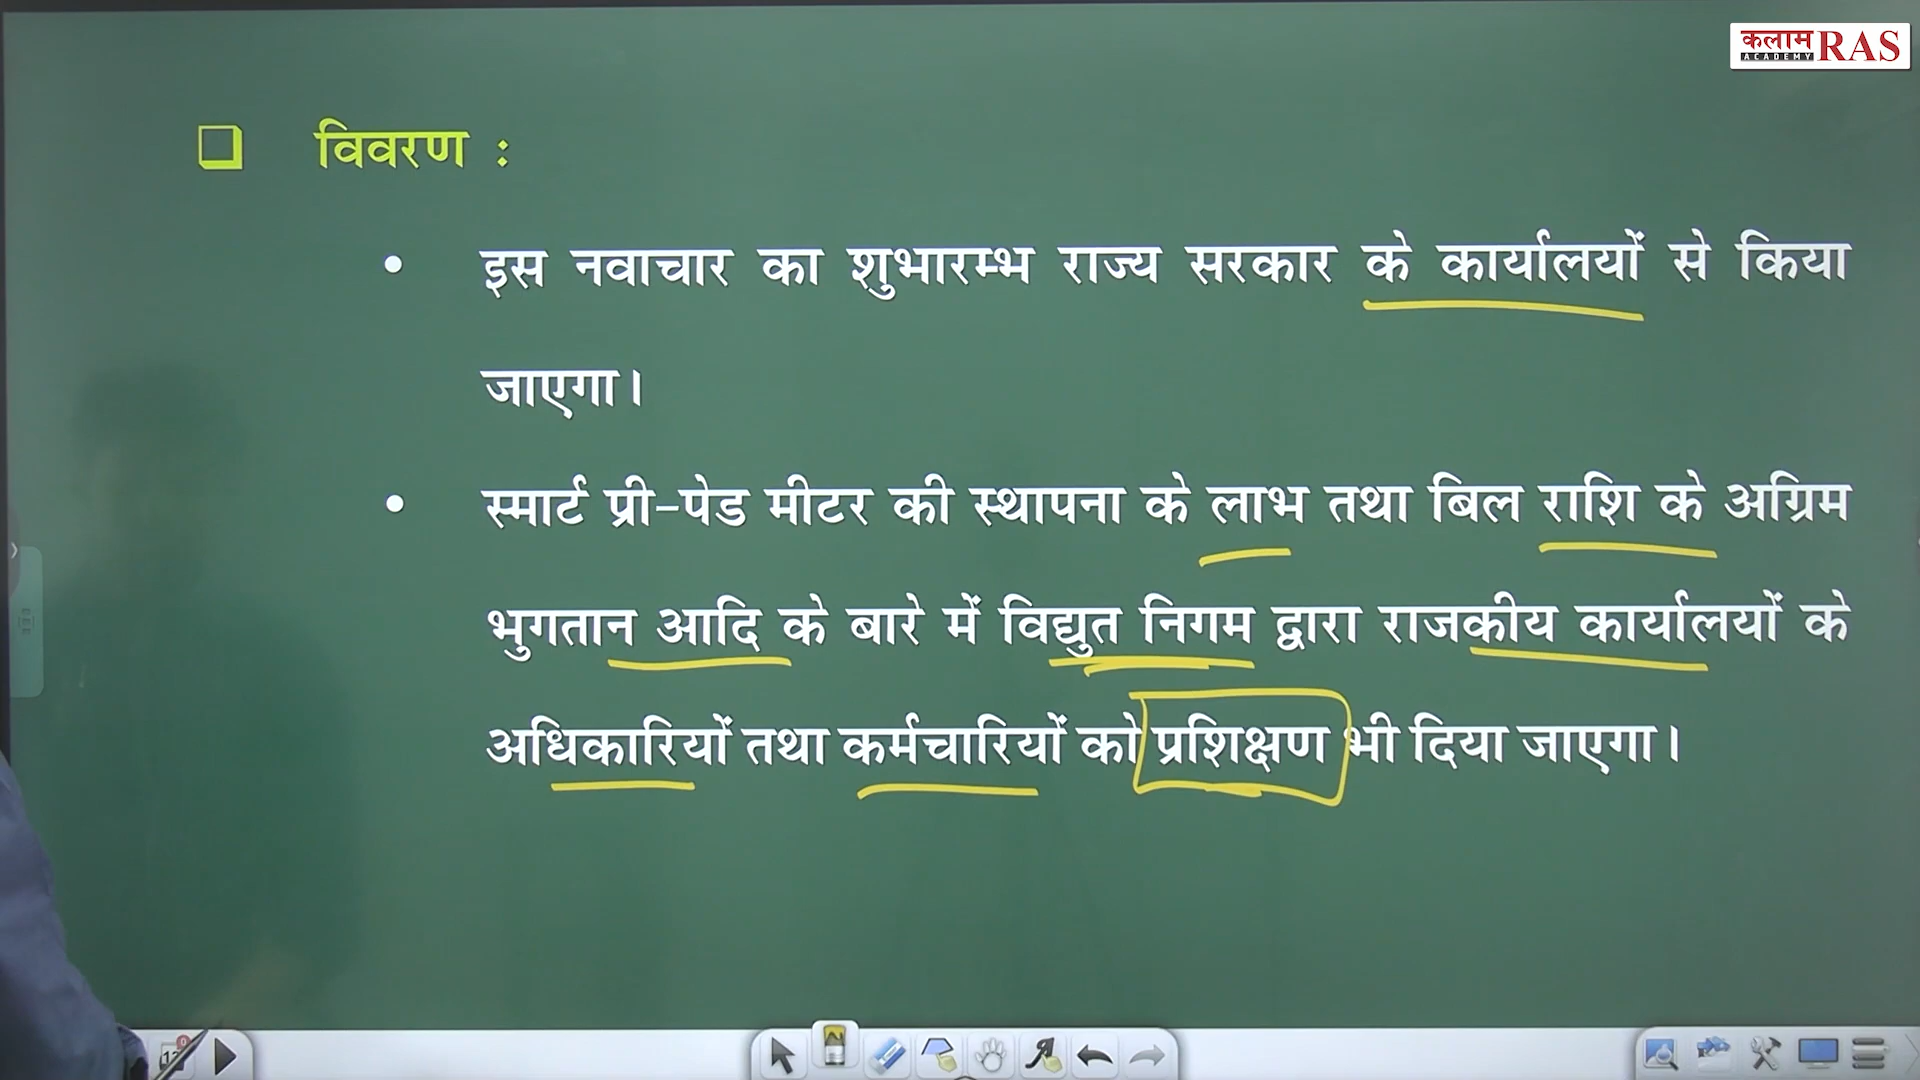 कलाम RAS
ACADEMY
❑ विवरण :
• इस नवाचार का शुभारम्भ राज्य सरकार के कार्यालयों से किया
जाएगा।
• स्मार्ट प्री-पेड मीटर की स्थापना के लाभ तथा बिल राशि के अग्रिम
भुगतान आदि के बारे में विद्युत निगम द्वारा राजकीय कार्यालयों के
अधिकारियों तथा कर्मचारियों को प्रशिक्षण भी दिया जाएगा।